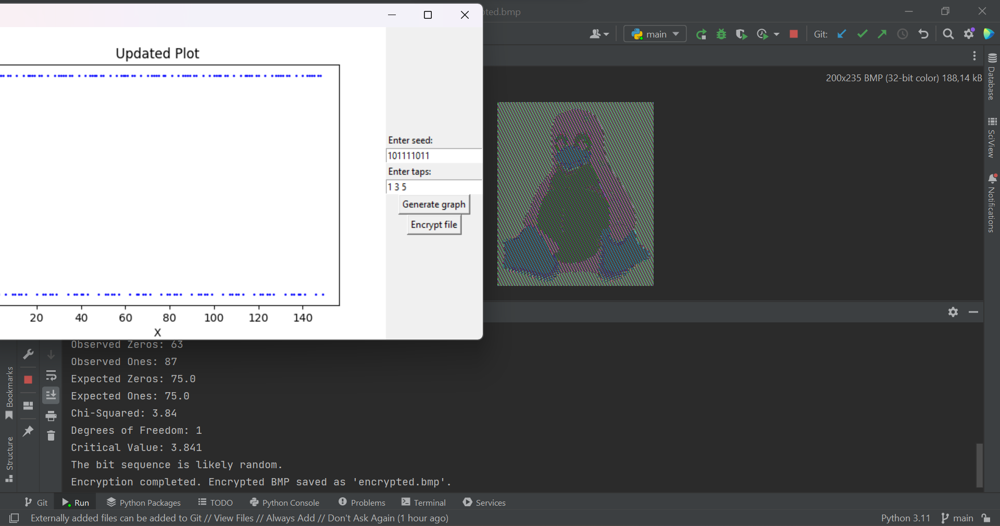 pted.bmp
main
Git:
Updated Plot
200x235 BMP (32-bit color) 188,14 kB
Database
SciView
Notifications
Enter seed:
101111011
Enter taps:
1 3 5
Generate graph
Encrypt file
20 40 60 80 100 120 140
X
Observed Zeros: 63
Observed Ones: 87
Expected Zeros: 75.0
Expected Ones: 75.0
Chi-Squared: 3.84
Degrees of Freedom: 1
Critical Value: 3.841
The bit sequence is likely random.
Encryption completed. Encrypted BMP saved as 'encrypted.bmp'.
Bookmarks
Structure
Git Run Python Packages TODO Python Console Problems Terminal Services
Externally added files can be added to Git // View Files // Always Add // Don't Ask Again (1 hour ago)
Python 3.11 main